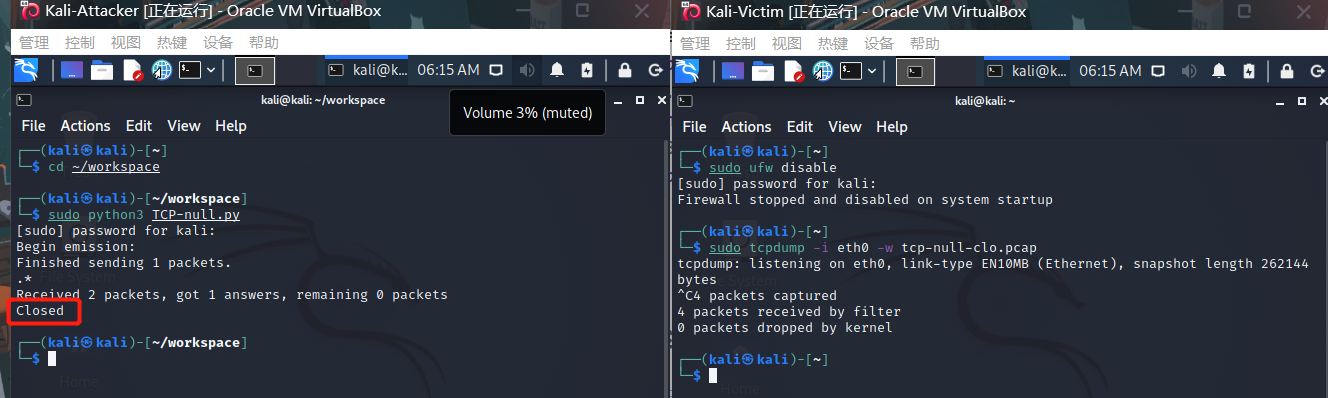 Kali-Attacker [正在运行] - Oracle VM VirtualBox
管理 控制 视图 热键 设备 帮助
kali@k... 06:15 AM
kali@kali: ~/workspace
Volume 3% (muted)
File Actions Edit View Help
┌──(kali㉿kali)-[~]
└─$ cd ~/workspace
┌──(kali㉿kali)-[~/workspace]
└─$ sudo python3 TCP-null.py
[sudo] password for kali:
Begin emission:
Finished sending 1 packets.
.*
Received 2 packets, got 1 answers, remaining 0 packets
Closed
┌──(kali㉿kali)-[~/workspace]
└─$
Home
Kali-Victim [正在运行] - Oracle VM VirtualBox
管理 控制 视图 热键 设备 帮助
kali@k... 06:15 AM
kali@kali: ~
File Actions Edit View Help
┌──(kali㉿kali)-[~]
└─$ sudo ufw disable
[sudo] password for kali:
Firewall stopped and disabled on system startup
┌──(kali㉿kali)-[~]
└─$ sudo tcpdump -i eth0 -w tcp-null-clo.pcap
tcpdump: listening on eth0, link-type EN10MB (Ethernet), snapshot length 262144
bytes
^C4 packets captured
4 packets received by filter
0 packets dropped by kernel
┌──(kali㉿kali)-[~]
└─$